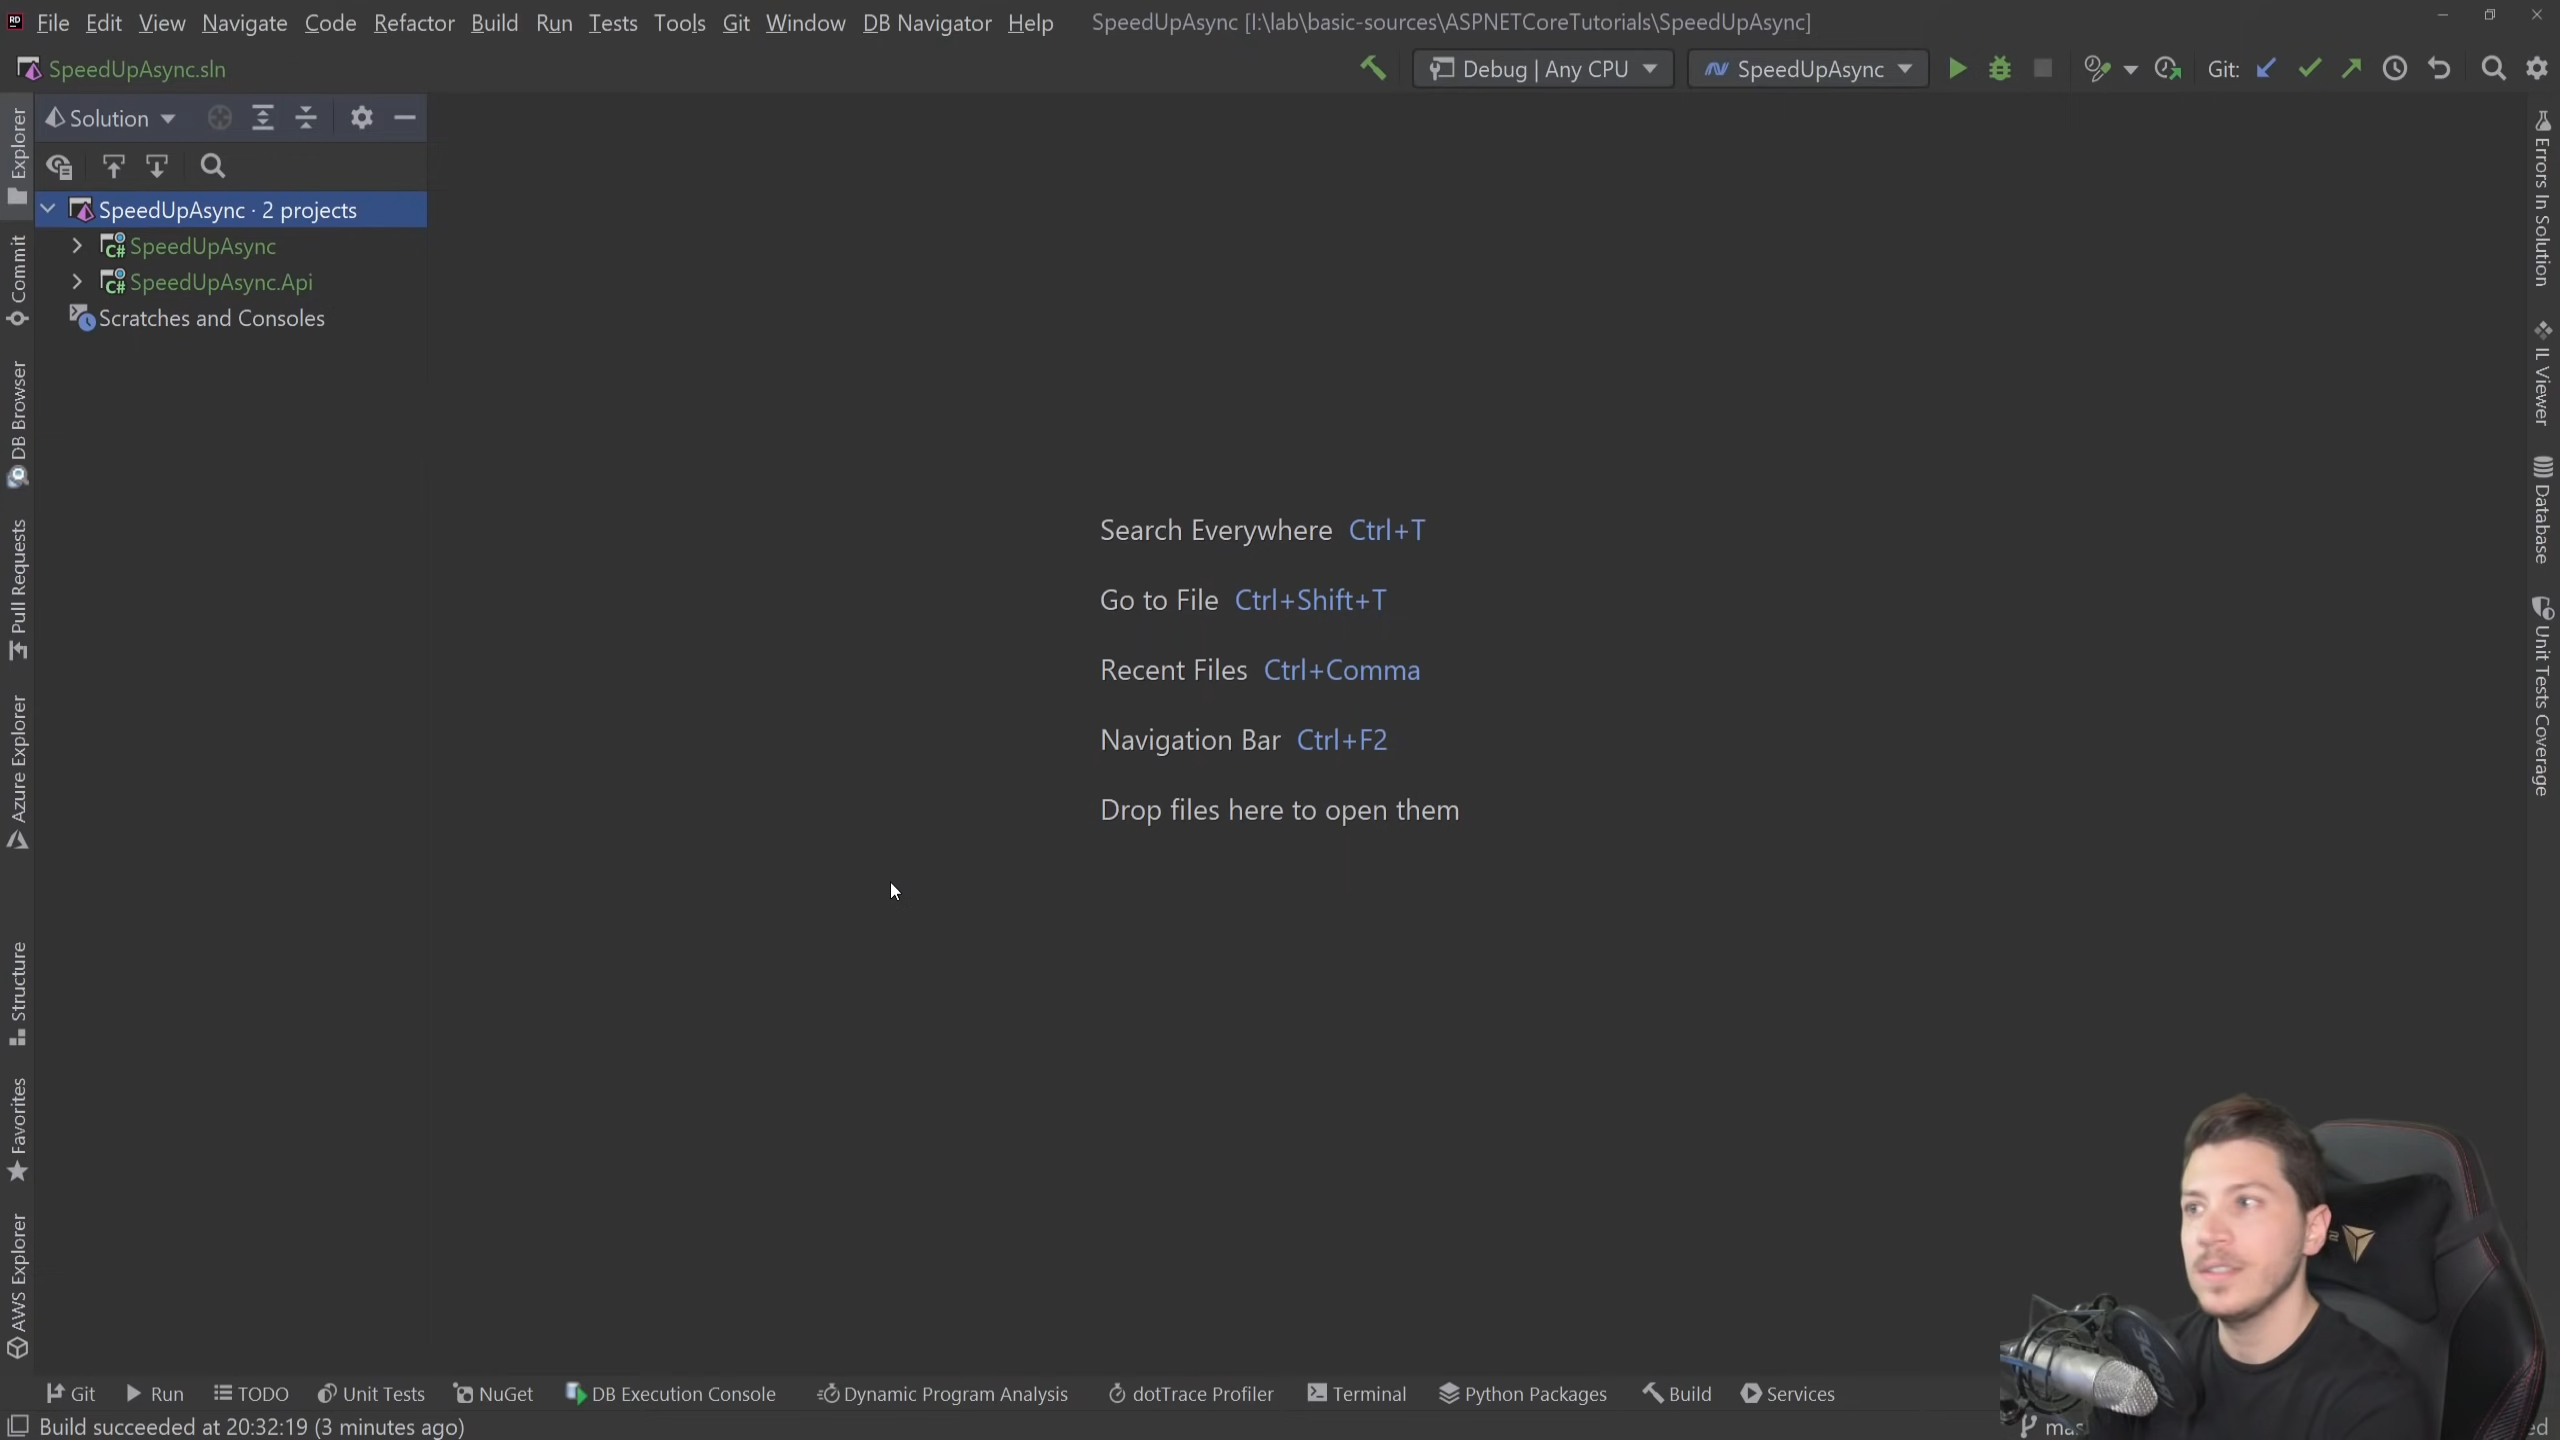 File Edit View Navigate Code Refactor Build Run Tests Tools Git Window DB Navigator Help SpeedUpAsync [I:\lab\basic-sources\ASPNETCoreTutorials\SpeedUpAsync]
SpeedUpAsync.sln
Debug | Any CPU
SpeedUpAsync
Git:
Solution
SpeedUpAsync · 2 projects
SpeedUpAsync
SpeedUpAsync.Api
Scratches and Consoles
Explorer
Commit
DB Browser
Pull Requests
Azure Explorer
Structure
Favorites
AWS Explorer
Search Everywhere Ctrl+T
Go to File Ctrl+Shift+T
Recent Files Ctrl+Comma
Navigation Bar Ctrl+F2
Drop files here to open them
Errors In Solution
IL Viewer
Database
Unit Tests Coverage
RODE
Git Run TODO Unit Tests NuGet DB Execution Console Dynamic Program Analysis dotTrace Profiler Terminal Python Packages Build Services
Build succeeded at 20:32:19 (3 minutes ago)